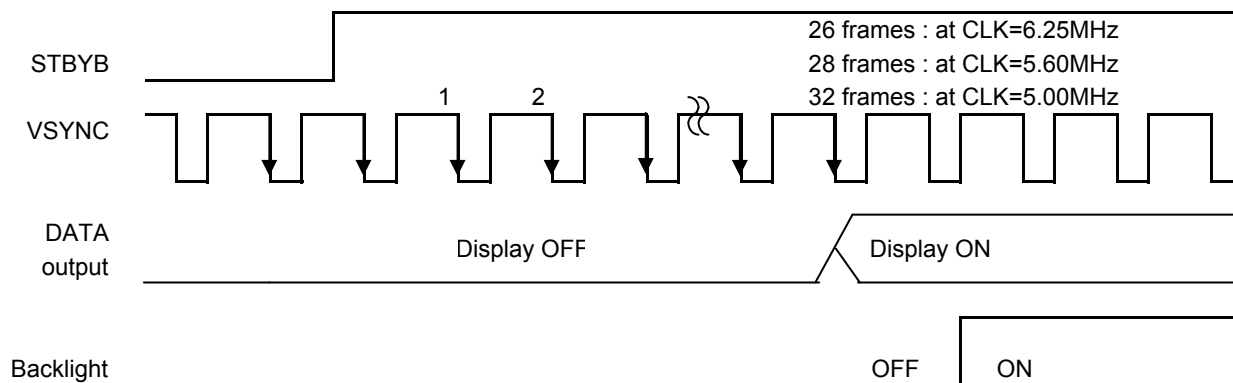 26 frames : at CLK=6.25MHz
STBYB
28 frames : at CLK=5.60MHz
1 2
32 frames : at CLK=5.00MHz
VSYNC
DATA
output
Display OFF
Display ON
Backlight
OFF
ON